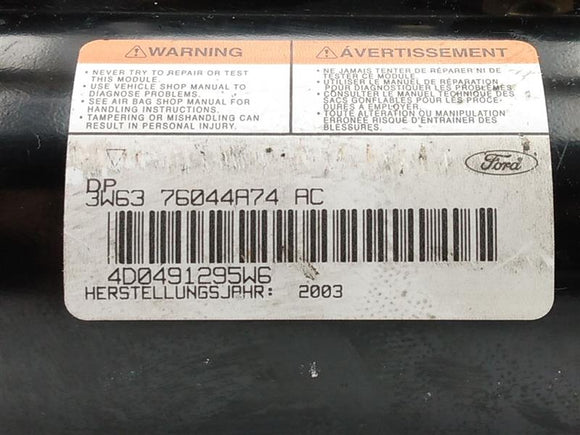 WARNING
• NEVER TRY TO REPAIR OR TEST
THIS MODULE.
• USE VEHICLE SHOP MANUAL TO
DIAGNOSE PROBLEMS.
• SEE AIR BAG SHOP MANUAL FOR
HANDLING INSTRUCTIONS.
• TAMPERING OR MISHANDLING CAN
RESULT IN PERSONAL INJURY.
ÁVERTISSEMENT
• NE JAMAIS TENTER DE RÉPARER NI DE
TESTER CE MODULE.
• UTILISER LE MANUEL DE RÉPARATION
POUR DIAGNOSTIQUER LES PROBLÈMES
• CONSULTER LE MANUEL TECHNIQUE DES
SACS GONFLABLES POUR LES PROCÉ-
DURES À EMPLOYER.
• TOUTE ALTÉRATION OU MANIPULATION
ERRONÉE RISQUE D'ENTRAÎNER DES
BLESSURES.
Ford
DP
3W63 76044A74 AC
4D0491295W6
HERSTELLUNGSJAHR: 2003